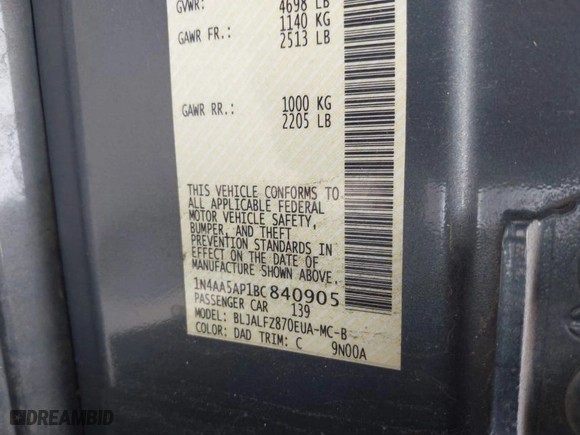 GVWR: 4698 LB
1140 KG
GAWR FR.: 2513 LB
1000 KG
GAWR RR.: 2205 LB
THIS VEHICLE CONFORMS TO
ALL APPLICABLE FEDERAL
MOTOR VEHICLE SAFETY,
BUMPER, AND THEFT
PREVENTION STANDARDS IN
EFFECT ON THE DATE OF
MANUFACTURE SHOWN ABOVE.
1N4AA5AP1BC840905
PASSENGER CAR 139
MODEL: BLJALFZ870EUA-MC-B
COLOR: DAD TRIM: C 9N00A
DREAMBID